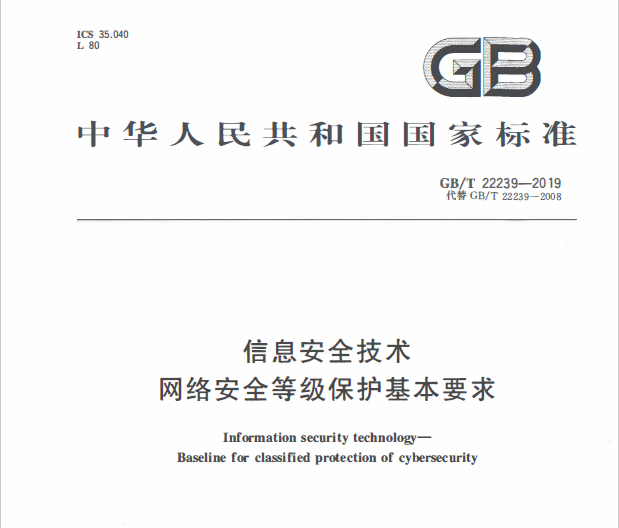 ICS 35.040
L 80
GB
中华人民共和国国家标准
GB/T 22239—2019
代替 GB/T 22239—2008
信息安全技术
网络安全等级保护基本要求
Information security technology—
Baseline for classified protection of cybersecurity